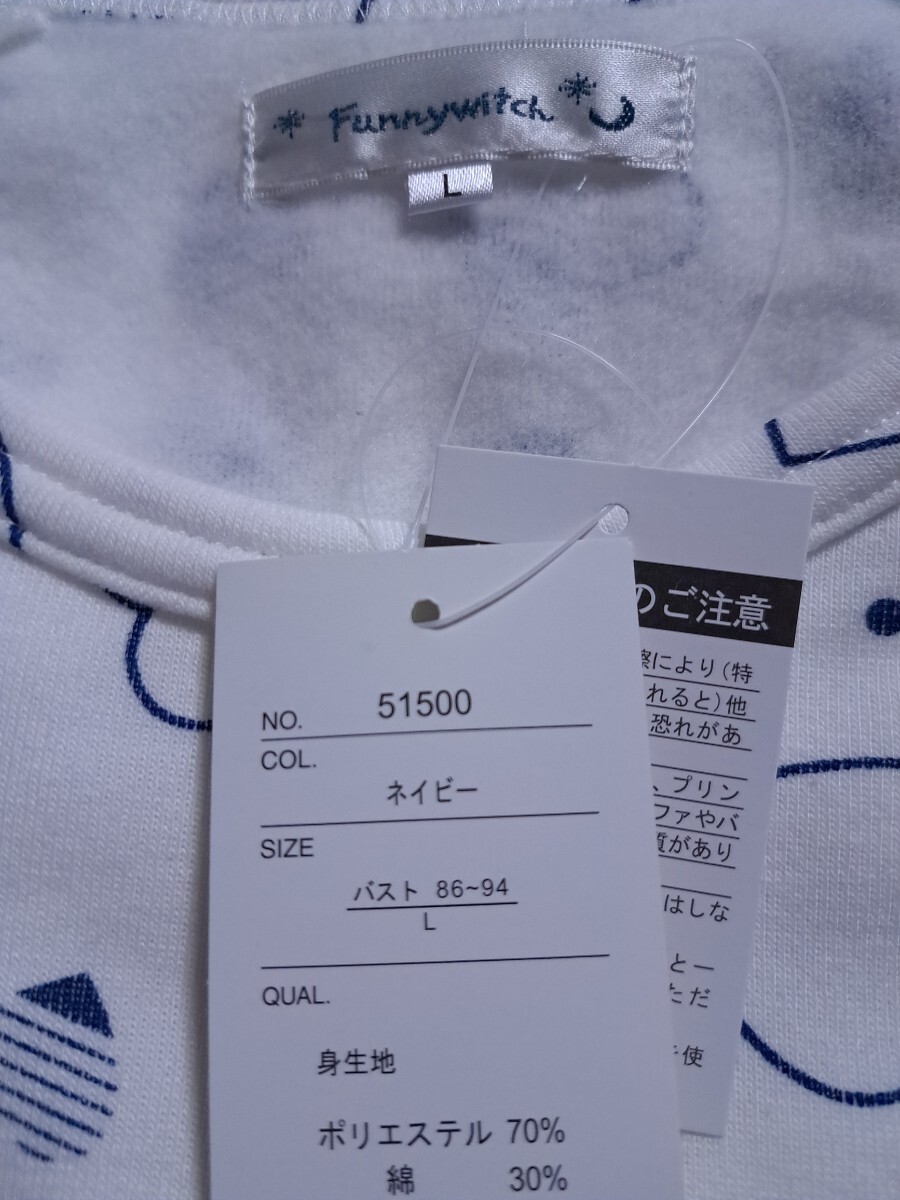 * Funnywitch *
L
のご注意
により(特
れると)他
恐れがあ
、プリン
ファやバ
質があり
はしな
と一
ただ
使
NO. 51500
COL.
ネイビー
SIZE
バスト 86~94
L
QUAL.
身生地
ポリエステル 70%
綿 30%